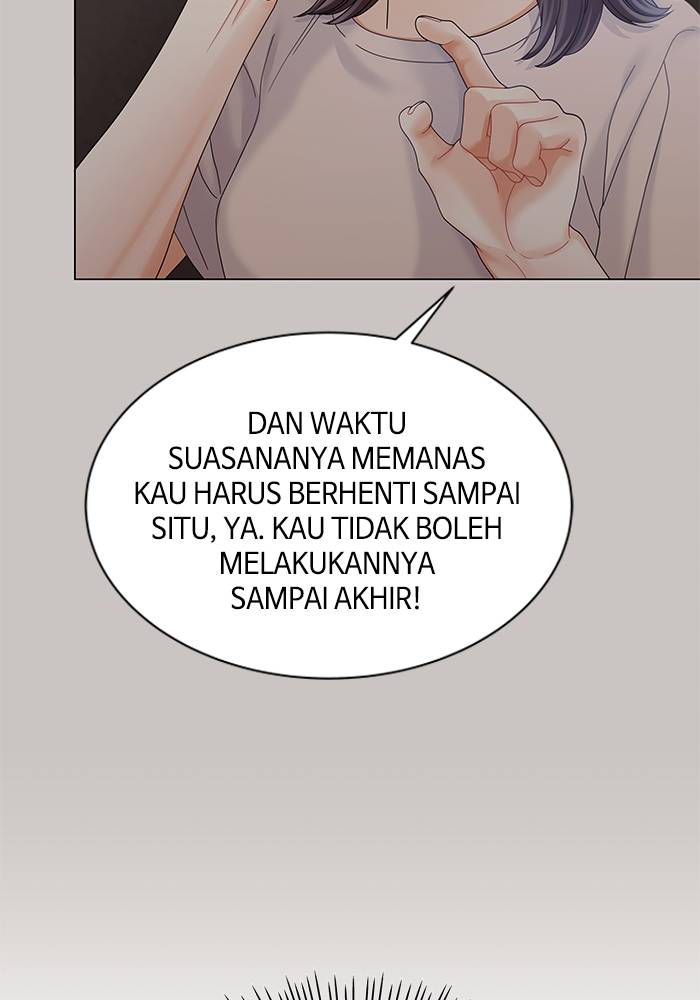 DAN WAKTU
SUASANANYA MEMANAS
KAU HARUS BERHENTI SAMPAI
SITU, YA. KAU TIDAK BOLEH
MELAKUKANNYA
SAMPAI AKHIR!